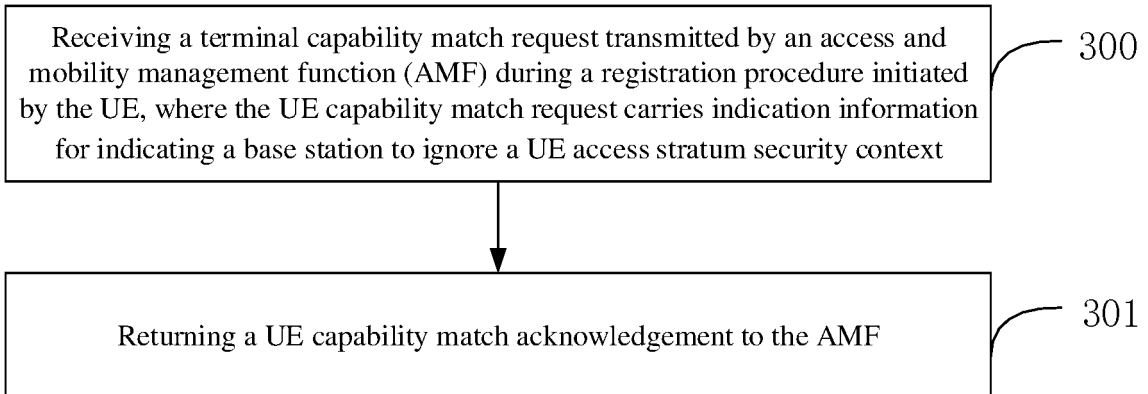 Receiving a terminal capability match request transmitted by an access and
mobility management function (AMF) during a registration procedure initiated
by the UE, where the UE capability match request carries indication information
for indicating a base station to ignore a UE access stratum security context
300
Returning a UE capability match acknowledgement to the AMF
301